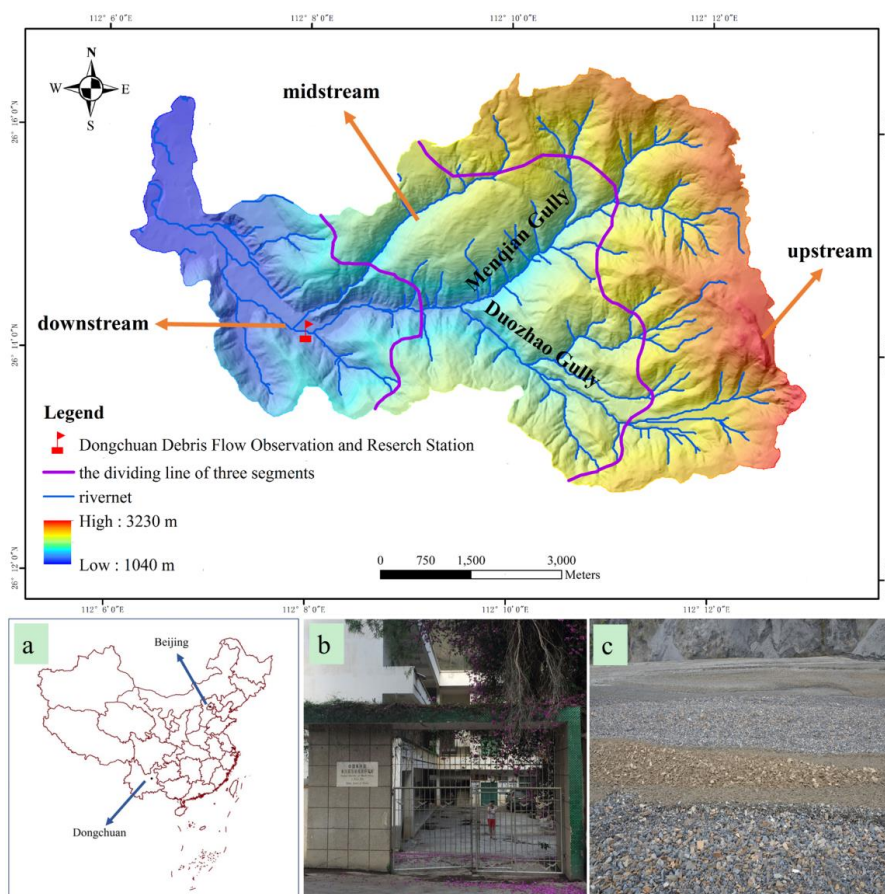 112° 6'0"E
112° 8'0"E
112° 10'0"E
112° 12'0"E
N
W
E
S
26° 16'0"N
26° 1'0"N
26° 12'0"N
midstream
Menqian Gully
upstream
downstream
Duozhao Gully
Legend
Dongchuan Debris Flow Observation and Reserch Station
the dividing line of three segments
rivernet
High : 3230 m
Low : 1040 m
0 750 1,500 3,000
Meters
112° 6'0"E
112° 8'0"E
112° 10'0"E
112° 12'0"E
a
Beijing
Dongchuan
b
c